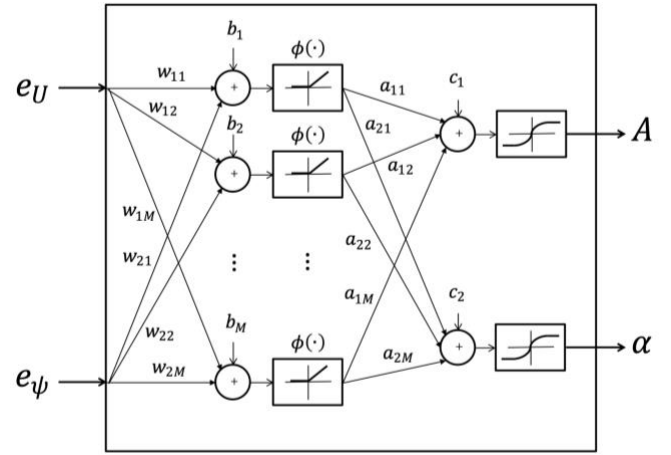 b₁
ϕ(·)
e_U
w₁₁
a₁₁
c₁
w₁₂
b₂
ϕ(·)
a₂₁
A
a₁₂
w₁M
a₂₂
w₂₁
⋮ ⋮
a₁M
c₂
w₂₂
b_M
ϕ(·)
α
e_ψ
w₂M
a₂M
+
+
+
+
+